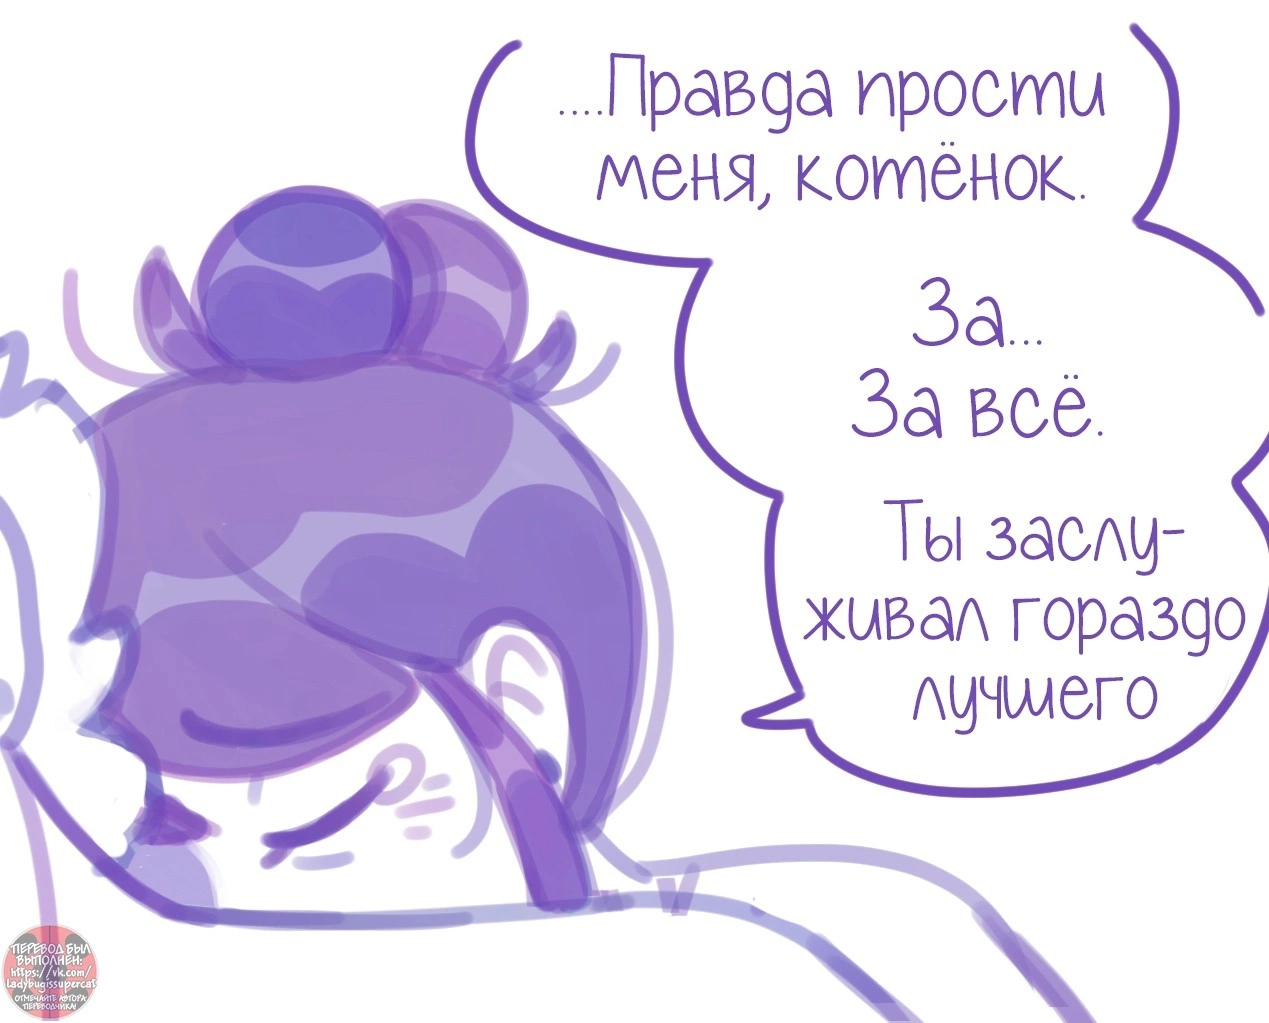 ....Правда прости
меня, котёнок.
За...
За всё.
Ты заслу-
живал гораздо
лучшего
ПЕРЕВОД БЫЛ
ВЫПОЛНЕН:
https://vk.com/
ladybugissupercat
ОТМЕЧАЙТЕ АВТОРА
ПЕРЕВОДЧИКА!